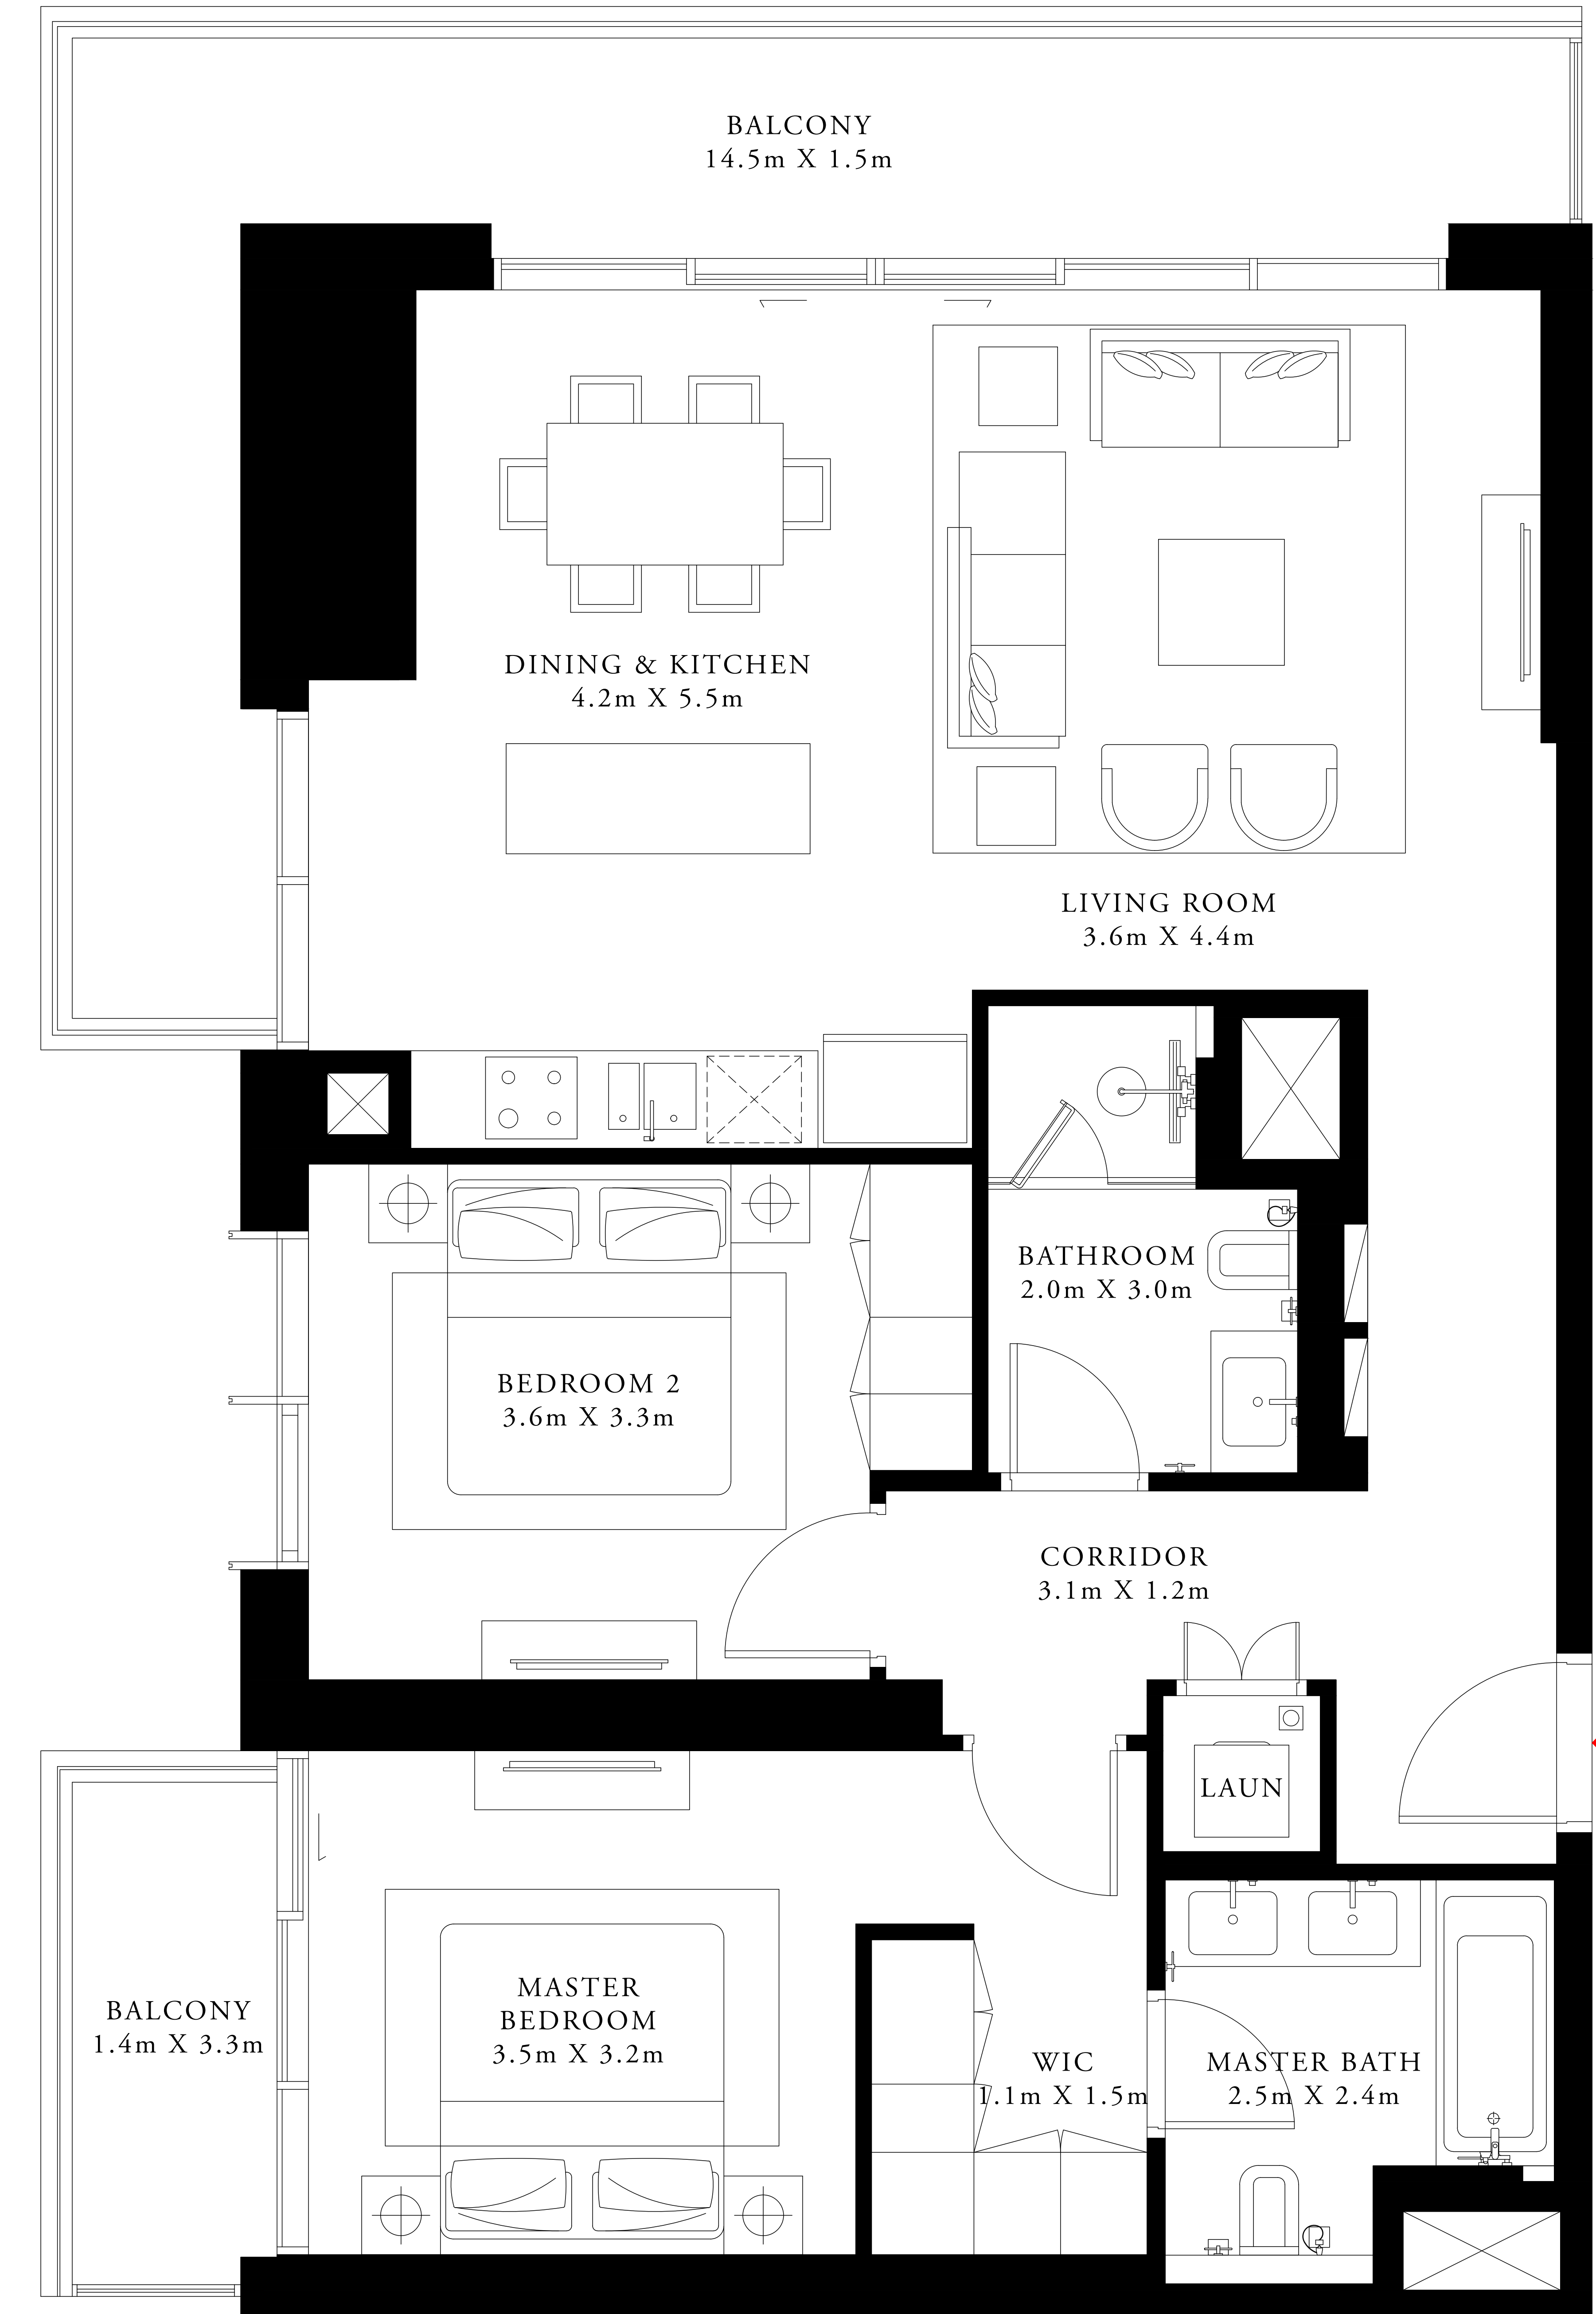 BALCONY
14.5m X 1.5m
DINING & KITCHEN
4.2m X 5.5m
LIVING ROOM
3.6m X 4.4m
BATHROOM
2.0m X 3.0m
BEDROOM 2
3.6m X 3.3m
CORRIDOR
3.1m X 1.2m
LAUN
MASTER
BEDROOM
3.5m X 3.2m
BALCONY
1.4m X 3.3m
WIC
1.1m X 1.5m
MASTER BATH
2.5m X 2.4m